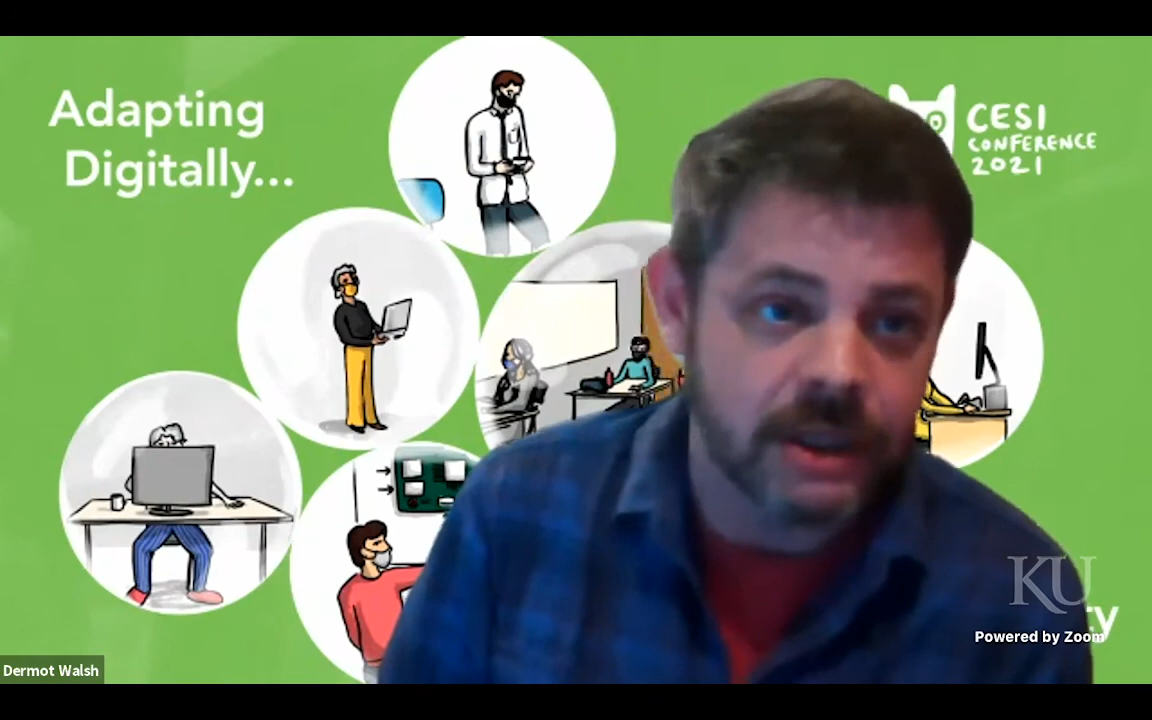 Adapting
Digitally...
CESI
CONFERENCE
2021
KU
Powered by Zoom
Dermot Walsh